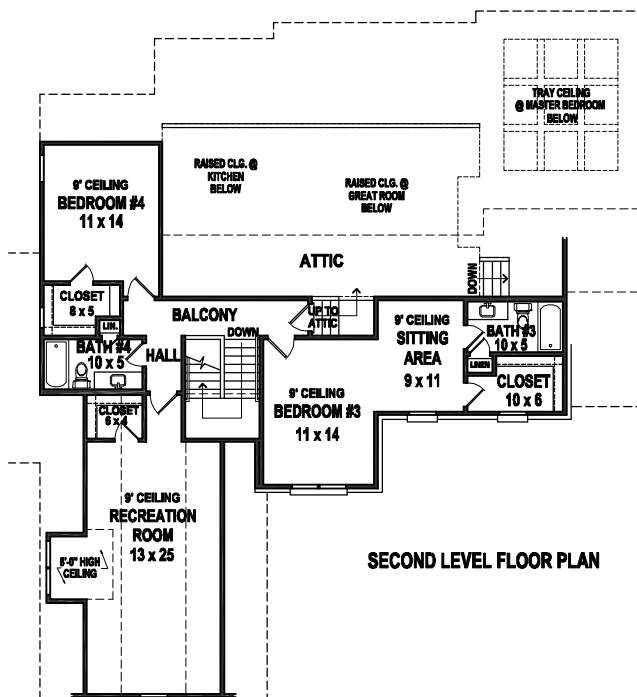 TRAY CEILING
@ MASTER BEDROOM
BELOW
RAISED CLG. @
KITCHEN
BELOW
RAISED CLG. @
GREAT ROOM
BELOW
9' CEILING
BEDROOM #4
11 x 14
ATTIC
DOWN
CLOSET
8 x 5
LIN.
BALCONY
DOWN
UP TO
ATTIC
9' CEILING
SITTING
AREA
9 x 11
BATH #3
10 x 5
LINEN
CLOSET
10 x 6
BATH #4
10 x 5
HALL
9' CEILING
BEDROOM #3
11 x 14
CLOSET
6 x 4
9' CEILING
RECREATION
ROOM
13 x 25
HIGH
CEILING
SECOND LEVEL FLOOR PLAN